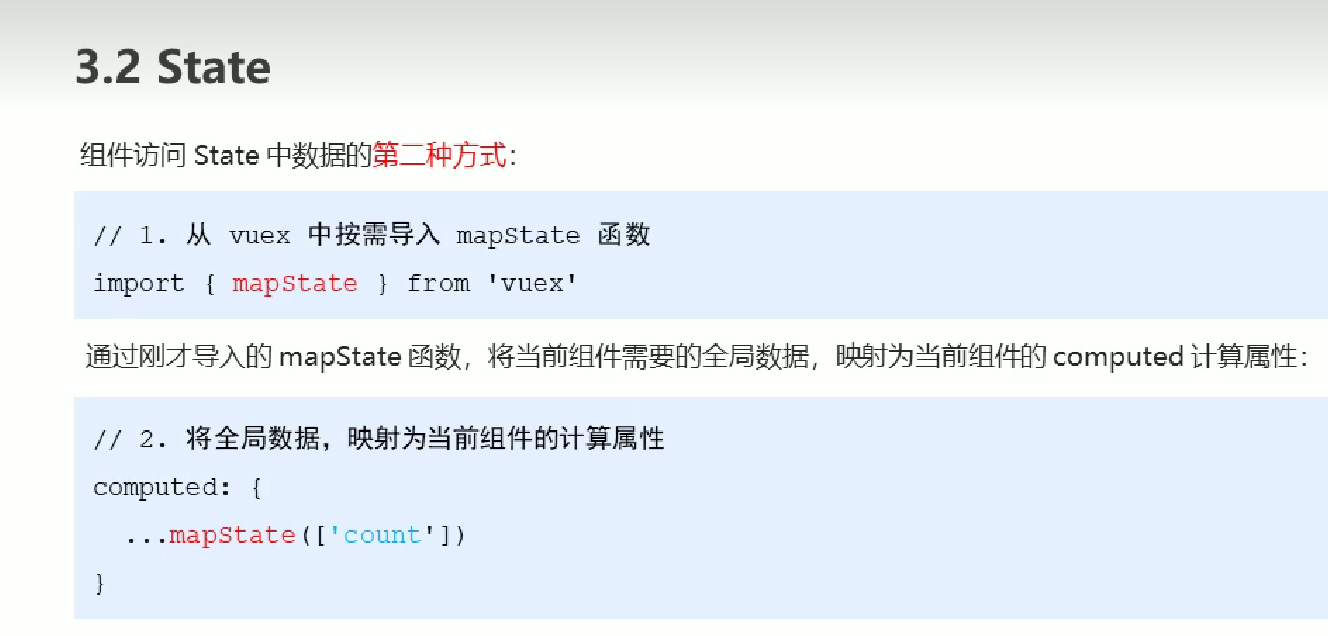 3.2 State
组件访问 State 中数据的第二种方式：
// 1. 从 vuex 中按需导入 mapState 函数
import { mapState } from 'vuex'
通过刚才导入的 mapState 函数，将当前组件需要的全局数据，映射为当前组件的 computed 计算属性：
// 2. 将全局数据，映射为当前组件的计算属性
computed: {
  ...mapState(['count'])
}